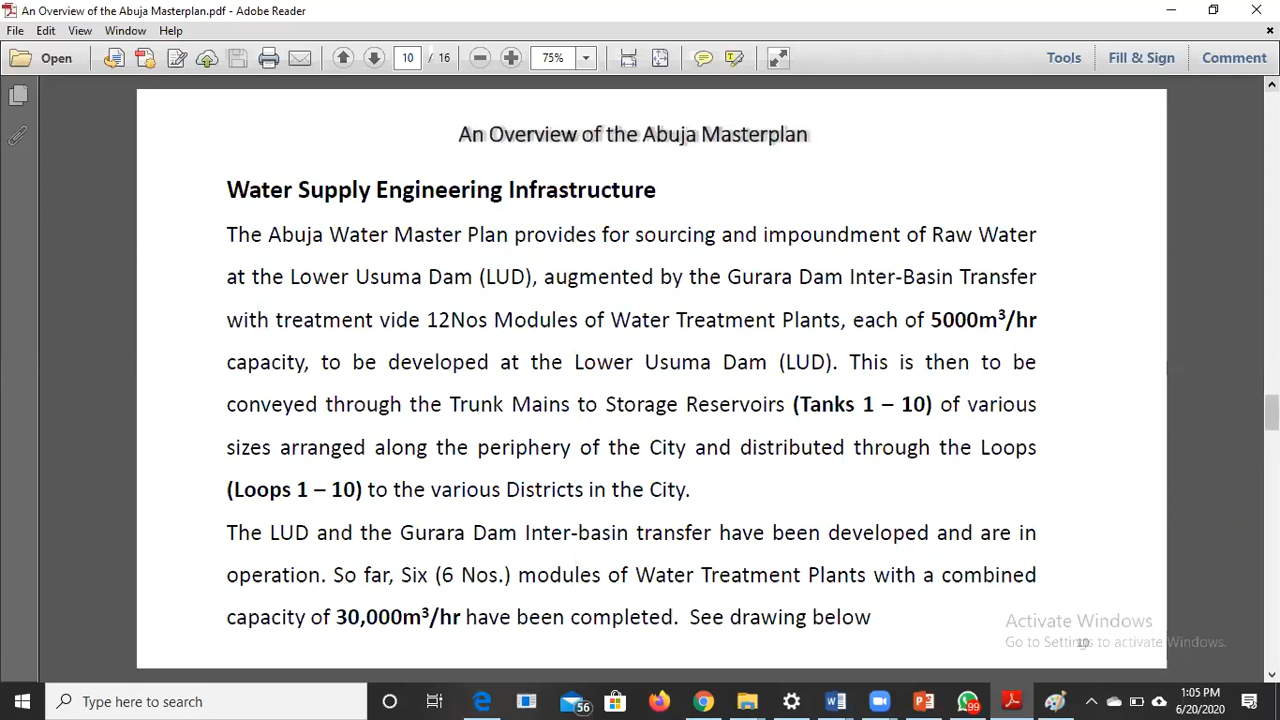 An Overview of the Abuja Masterplan.pdf - Adobe Reader
File Edit View Window Help
Open 10 / 16 75% Tools Fill & Sign Comment
An Overview of the Abuja Masterplan
Water Supply Engineering Infrastructure
The Abuja Water Master Plan provides for sourcing and impoundment of Raw Water
at the Lower Usuma Dam (LUD), augmented by the Gurara Dam Inter-Basin Transfer
with treatment vide 12Nos Modules of Water Treatment Plants, each of 5000m³/hr
capacity, to be developed at the Lower Usuma Dam (LUD). This is then to be
conveyed through the Trunk Mains to Storage Reservoirs (Tanks 1 – 10) of various
sizes arranged along the periphery of the City and distributed through the Loops
(Loops 1 – 10) to the various Districts in the City.
The LUD and the Gurara Dam Inter-basin transfer have been developed and are in
operation. So far, Six (6 Nos.) modules of Water Treatment Plants with a combined
capacity of 30,000m³/hr have been completed. See drawing below
Activate Windows
Go to Settings to activate Windows.
10
Type here to search
56
99
1:05 PM
6/20/2020